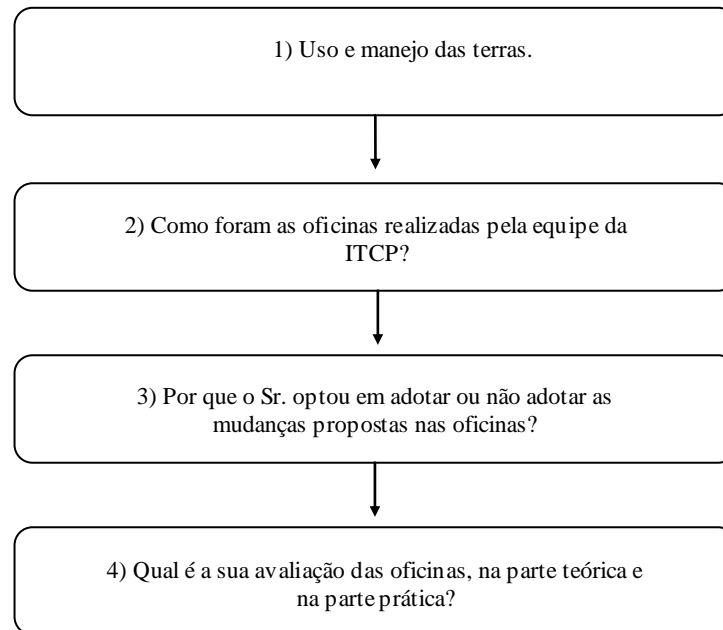 1) Uso e manejo das terras.
2) Como foram as oficinas realizadas pela equipe da
ITCP?
3) Por que o Sr. optou em adotar ou não adotar as
mudanças propostas nas oficinas?
4) Qual é a sua avaliação das oficinas, na parte teórica e
na parte prática?